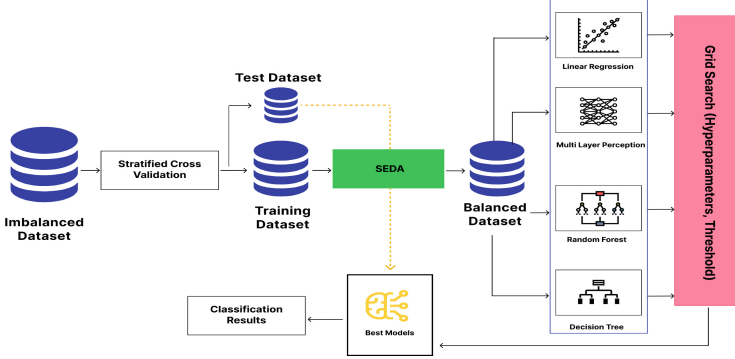 Test Dataset
Imbalanced
Dataset
Stratified Cross
Validation
Training
Dataset
SEDA
Balanced
Dataset
Linear Regression
Multi Layer Perception
Random Forest
Decision Tree
Grid Search (Hyperparameters, Threshold)
Classification
Results
Best Models